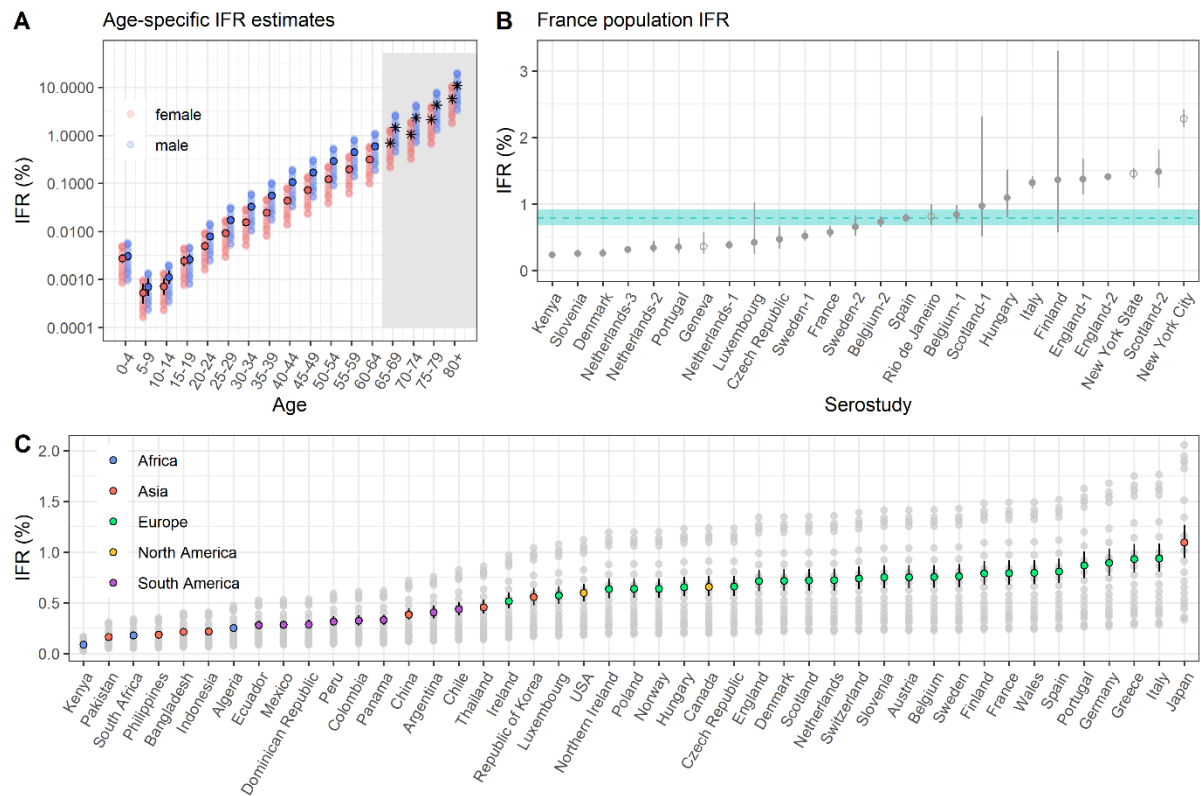 A Age-specific IFR estimates
IFR (%)
10.0000
1.0000
0.1000
0.0100
0.0010
0.0001
female
male
0-4
5-9
10-14
15-19
20-24
25-29
30-34
35-39
40-44
45-49
50-54
55-59
60-64
65-69
70-74
75-79
80+
Age
B France population IFR
IFR (%)
3
2
1
0
Kenya
Slovenia
Denmark
Netherlands-3
Netherlands-2
Portugal
Geneva
Netherlands-1
Luxembourg
Czech Republic
Sweden-1
France
Sweden-2
Belgium-2
Spain
Rio de Janeiro
Belgium-1
Scotland-1
Hungary
Italy
Finland
England-1
England-2
New York State
Scotland-2
New York City
Serostudy
C
IFR (%)
2.0
1.5
1.0
0.5
0.0
Africa
Asia
Europe
North America
South America
Kenya
Pakistan
South Africa
Philippines
Bangladesh
Indonesia
Algeria
Ecuador
Mexico
Dominican Republic
Peru
Colombia
Panama
China
Argentina
Chile
Thailand
Ireland
Republic of Korea
Luxembourg
USA
Northern Ireland
Poland
Norway
Hungary
Canada
Czech Republic
England
Denmark
Scotland
Netherlands
Switzerland
Slovenia
Austria
Belgium
Sweden
Finland
France
Wales
Spain
Portugal
Germany
Greece
Italy
Japan